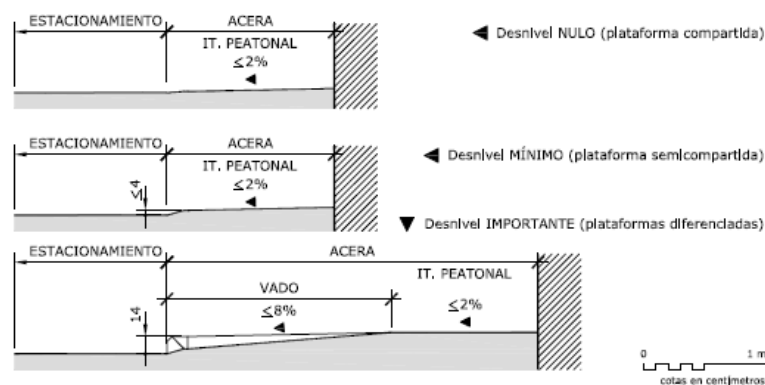 ESTACIONAMIENTO ACERA
IT. PEATONAL
≤2%
◄ Desnivel NULO (plataforma compartida)
ESTACIONAMIENTO ACERA
IT. PEATONAL
≤2%
≤4
◄ Desnivel MÍNIMO (plataforma semicompartida)
▼ Desnivel IMPORTANTE (plataformas diferenciadas)
ESTACIONAMIENTO ACERA
VADO IT. PEATONAL
≤8% ≤2%
14
0 1 m
cotas en centímetros